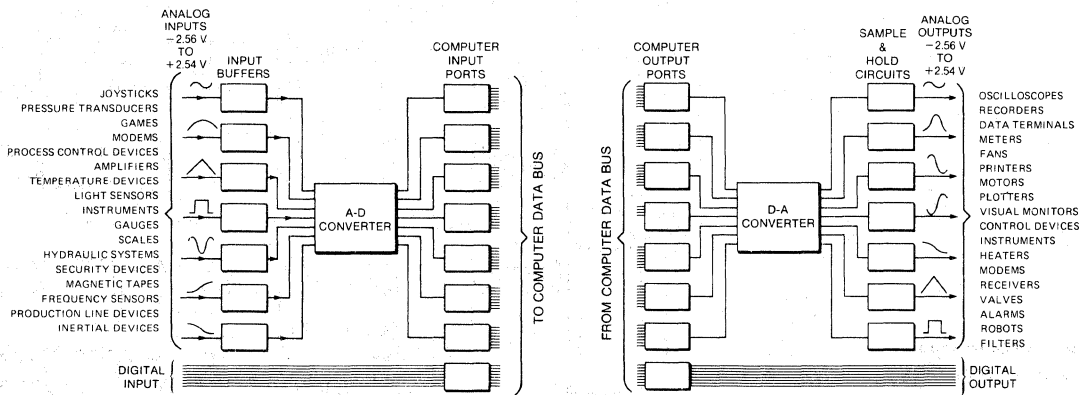 ANALOG
INPUTS
−2.56 V
TO
+2.54 V
INPUT
BUFFERS
COMPUTER
INPUT
PORTS
JOYSTICKS
PRESSURE TRANSDUCERS
GAMES
MODEMS
PROCESS CONTROL DEVICES
AMPLIFIERS
TEMPERATURE DEVICES
LIGHT SENSORS
INSTRUMENTS
GAUGES
SCALES
HYDRAULIC SYSTEMS
SECURITY DEVICES
MAGNETIC TAPES
FREQUENCY SENSORS
PRODUCTION LINE DEVICES
INERTIAL DEVICES
A-D
CONVERTER
TO COMPUTER DATA BUS
DIGITAL
INPUT
COMPUTER
OUTPUT
PORTS
SAMPLE
&
HOLD
CIRCUITS
ANALOG
OUTPUTS
−2.56 V
TO
+2.54 V
FROM COMPUTER DATA BUS
D-A
CONVERTER
OSCILLOSCOPES
RECORDERS
DATA TERMINALS
METERS
FANS
PRINTERS
MOTORS
PLOTTERS
VISUAL MONITORS
CONTROL DEVICES
INSTRUMENTS
HEATERS
MODEMS
RECEIVERS
VALVES
ALARMS
ROBOTS
FILTERS
DIGITAL
OUTPUT